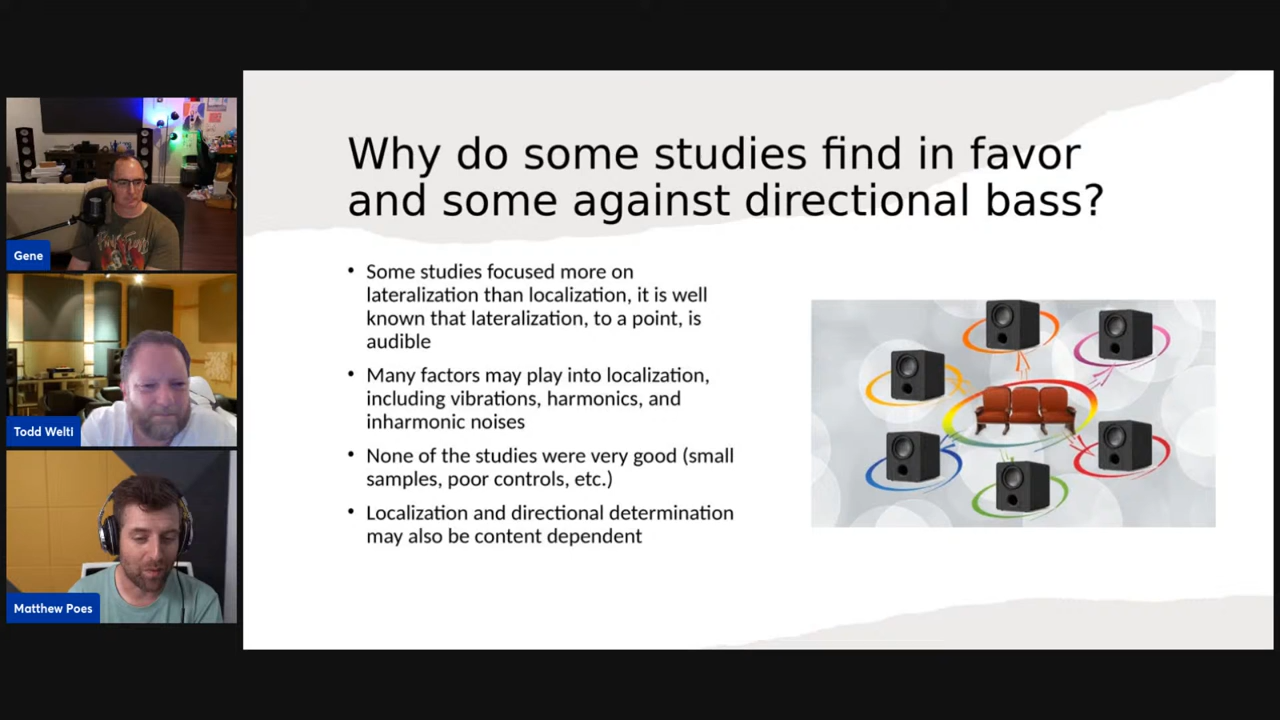 Why do some studies find in favor
and some against directional bass?
• Some studies focused more on
lateralization than localization, it is well
known that lateralization, to a point, is
audible
• Many factors may play into localization,
including vibrations, harmonics, and
inharmonic noises
• None of the studies were very good (small
samples, poor controls, etc.)
• Localization and directional determination
may also be content dependent
Gene
Todd Welti
Matthew Poes